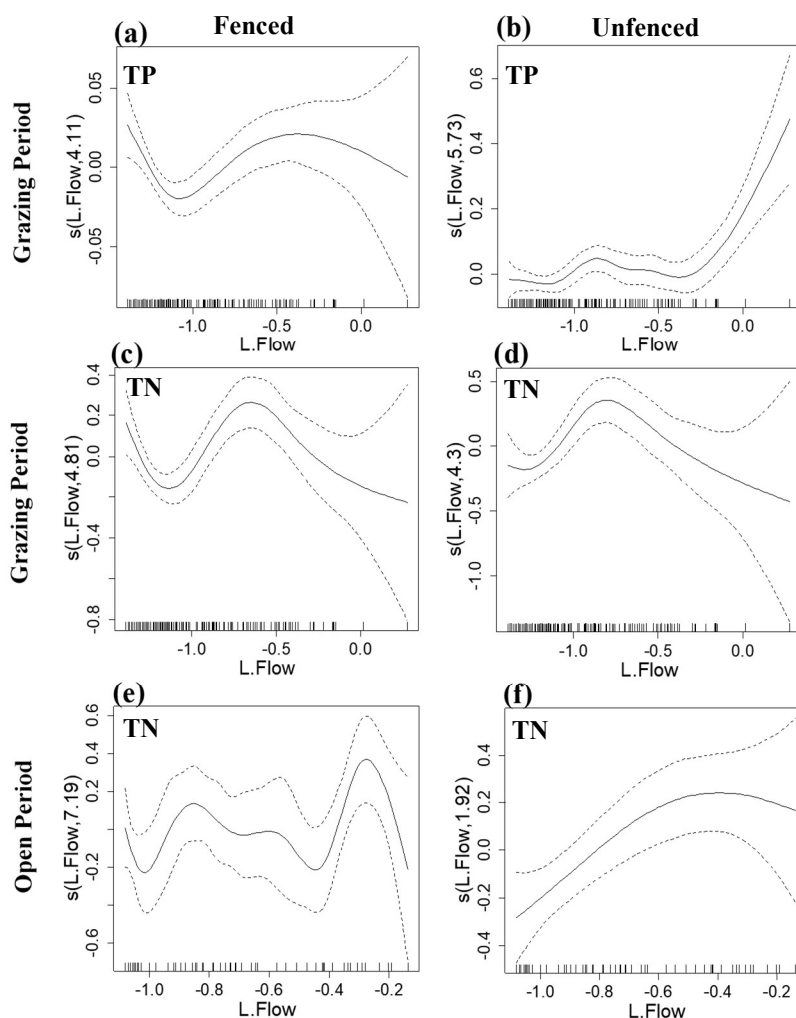 Fenced
Unfenced
Grazing Period
(a)
TP
s(L.Flow,4.11)
0.05
0.00
-0.05
-1.0 -0.5 0.0
L.Flow
(b)
TP
s(L.Flow,5.73)
0.6
0.4
0.2
0.0
-1.0 -0.5 0.0
L.Flow
Grazing Period
(c)
TN
s(L.Flow,4.81)
0.4
0.0
-0.4
-0.8
-1.0 -0.5 0.0
L.Flow
(d)
TN
s(L.Flow,4.3)
0.5
0.0
-0.5
-1.0
-1.0 -0.5 0.0
L.Flow
Open Period
(e)
TN
s(L.Flow,7.19)
0.6
0.2
-0.2
-0.6
-1.0 -0.8 -0.6 -0.4 -0.2
L.Flow
(f)
TN
s(L.Flow,1.92)
0.4
0.2
0.0
-0.2
-0.4
-1.0 -0.8 -0.6 -0.4 -0.2
L.Flow